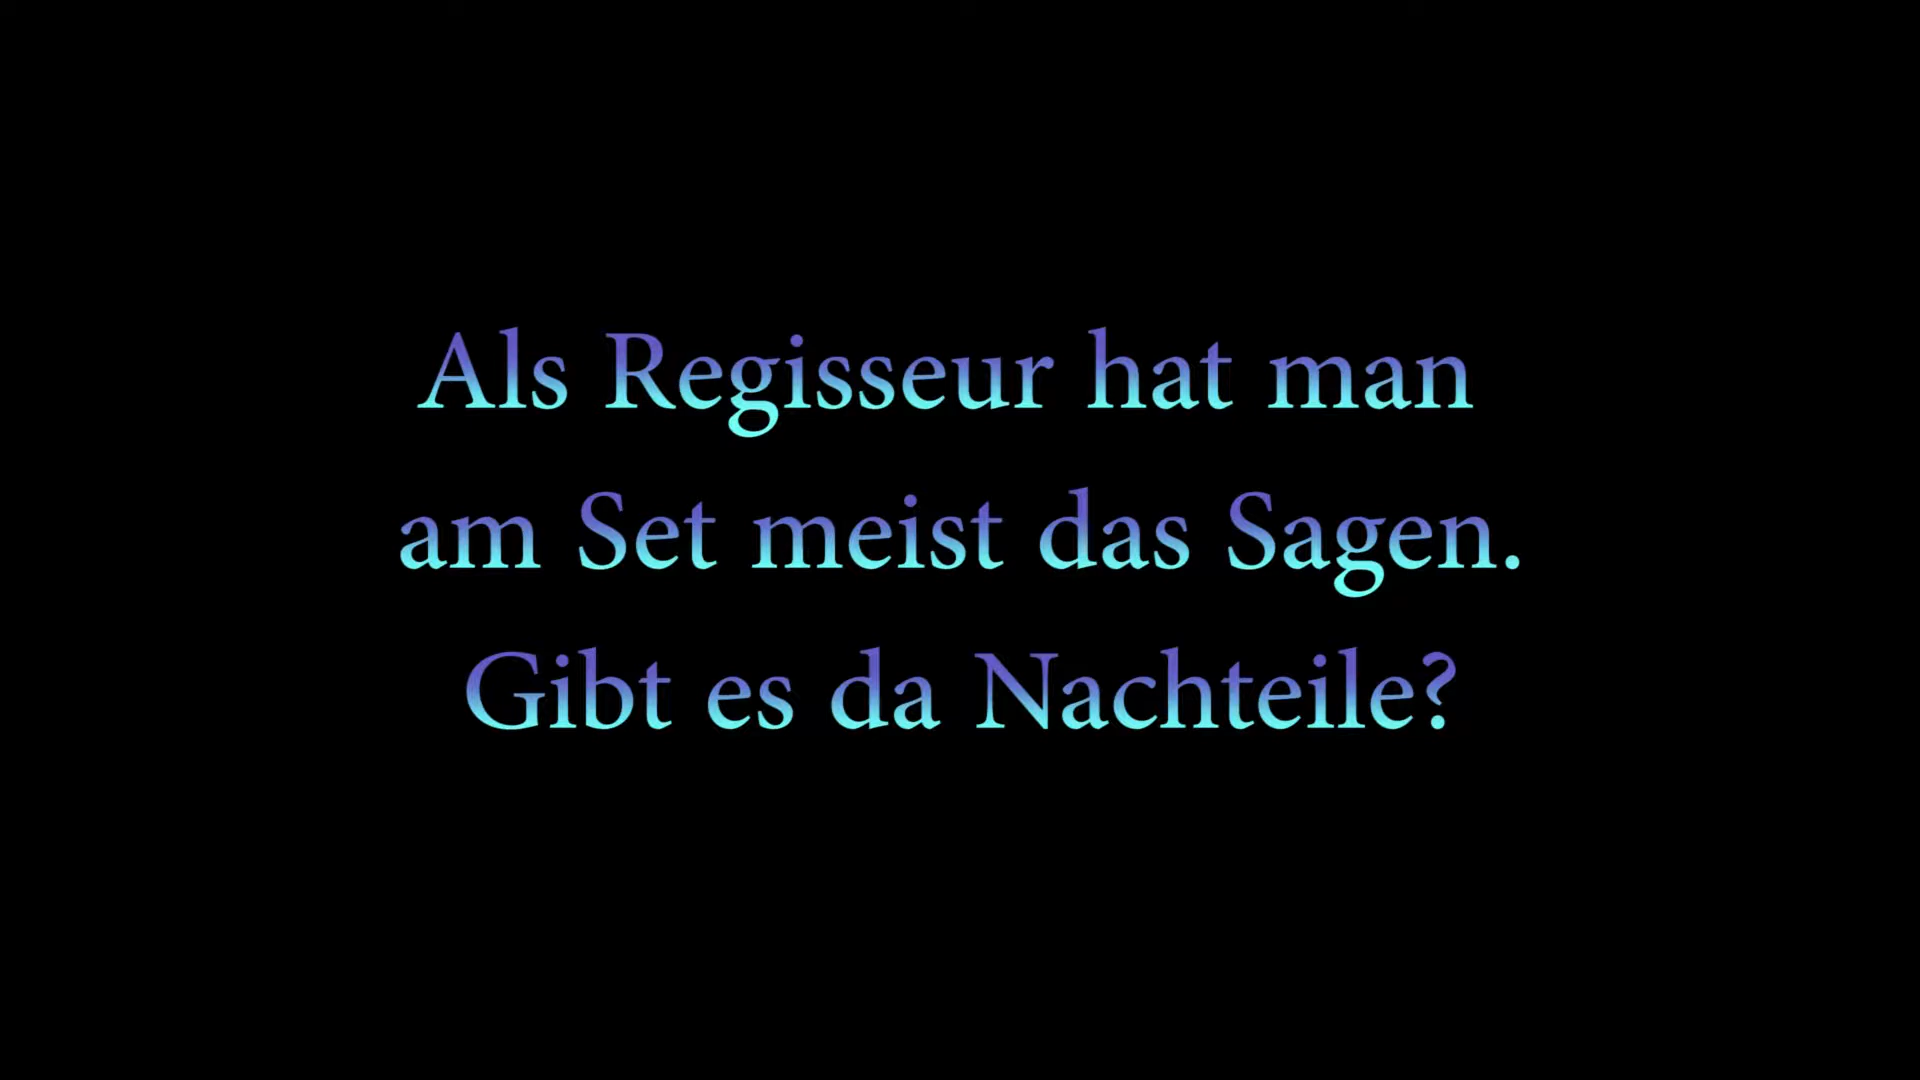 Als Regisseur hat man
am Set meist das Sagen.
Gibt es da Nachteile?